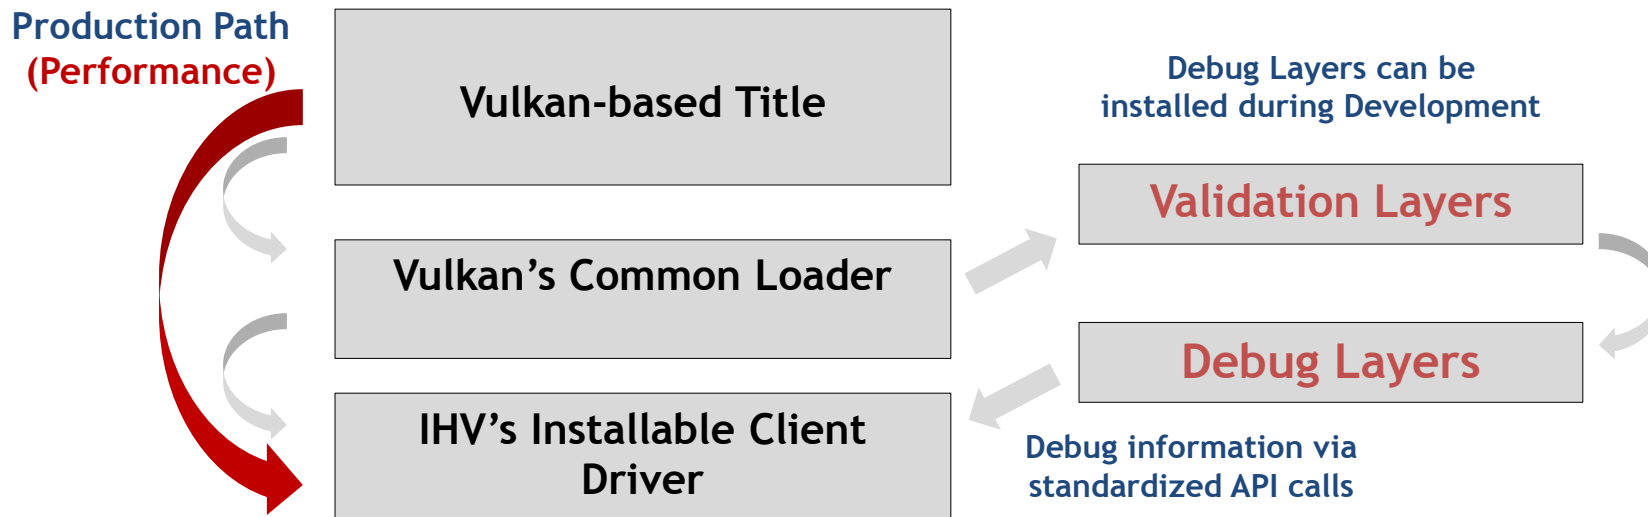 Production Path
(Performance)
Vulkan-based Title
Debug Layers can be
installed during Development
Validation Layers
Vulkan’s Common Loader
Debug Layers
IHV’s Installable Client
Driver
Debug information via
standardized API calls